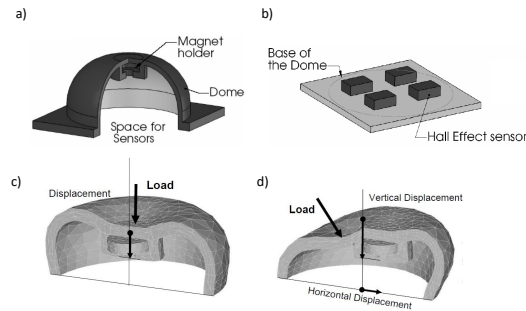 a)
Magnet
holder
Dome
Space for
Sensors
b)
Base of
the Dome
Hall Effect sensor
c)
Displacement
Load
d)
Vertical Displacement
Load
Horizontal Displacement